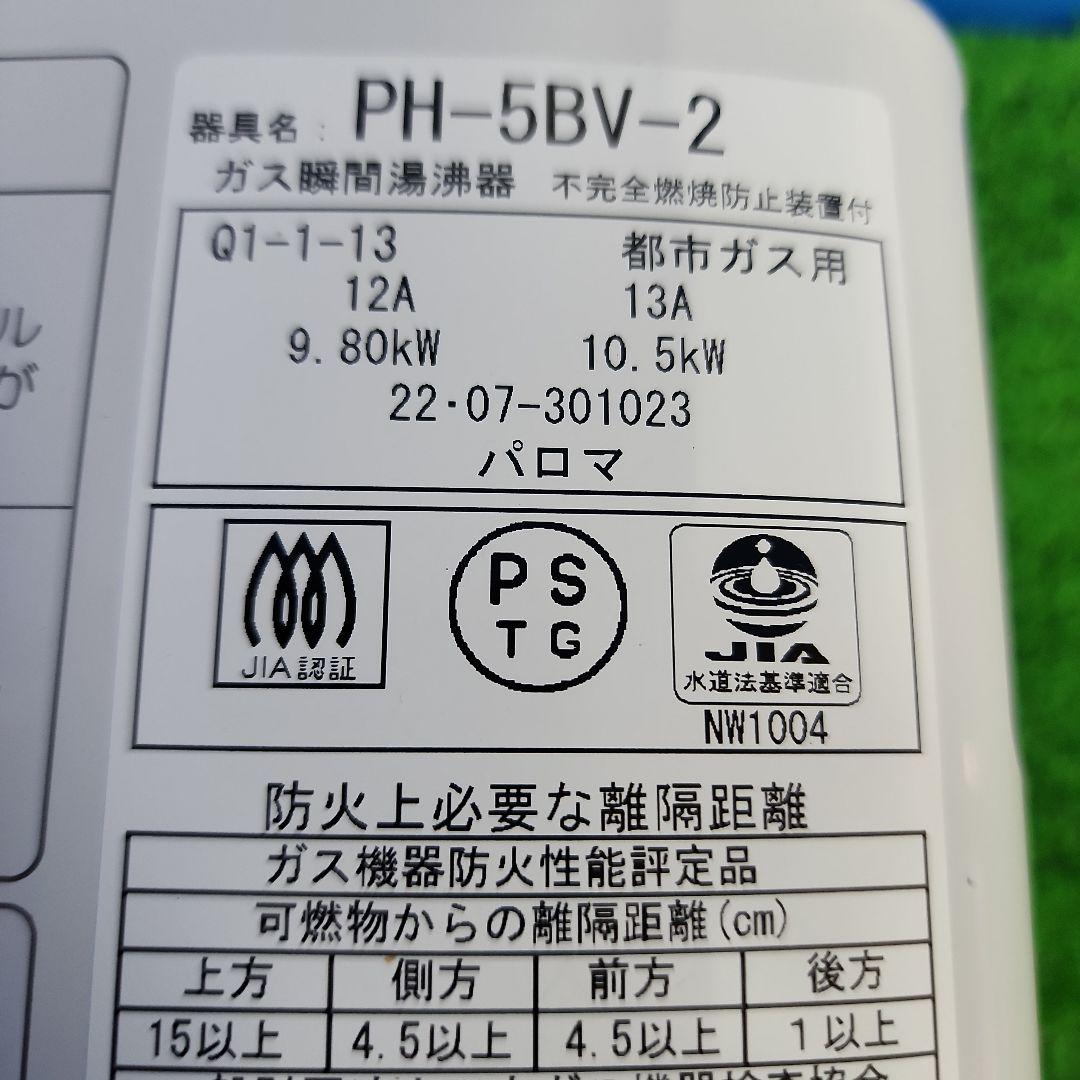 器具名: PH-5BV-2
ガス瞬間湯沸器 不完全燃焼防止装置付
Q1-1-13 都市ガス用
12A 13A
9.80kW 10.5kW
22・07-301023
パロマ
JIA認証
PS
TG
JIA
水道法基準適合
NW1004
ル
が
防火上必要な離隔距離
ガス機器防火性能評定品
可燃物からの離隔距離(cm)
上方 側方 前方 後方
15以上 4.5以上 4.5以上 1以上